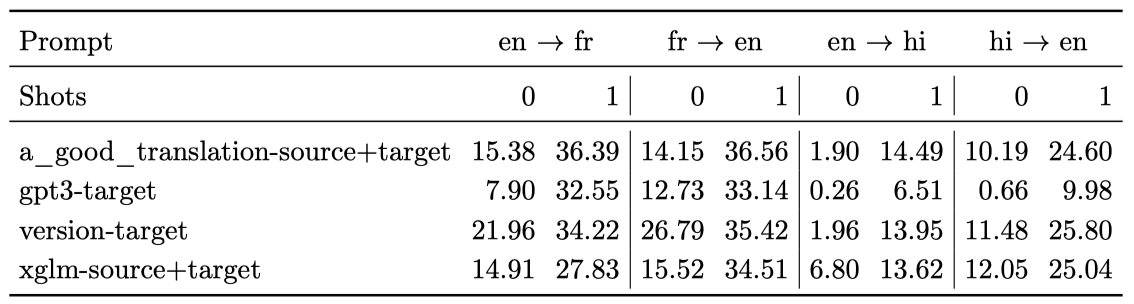 Prompt en → fr fr → en en → hi hi → en
Shots 0 1 0 1 0 1 0 1
a_good_translation-source+target 15.38 36.39 14.15 36.56 1.90 14.49 10.19 24.60
gpt3-target 7.90 32.55 12.73 33.14 0.26 6.51 0.66 9.98
version-target 21.96 34.22 26.79 35.42 1.96 13.95 11.48 25.80
xglm-source+target 14.91 27.83 15.52 34.51 6.80 13.62 12.05 25.04